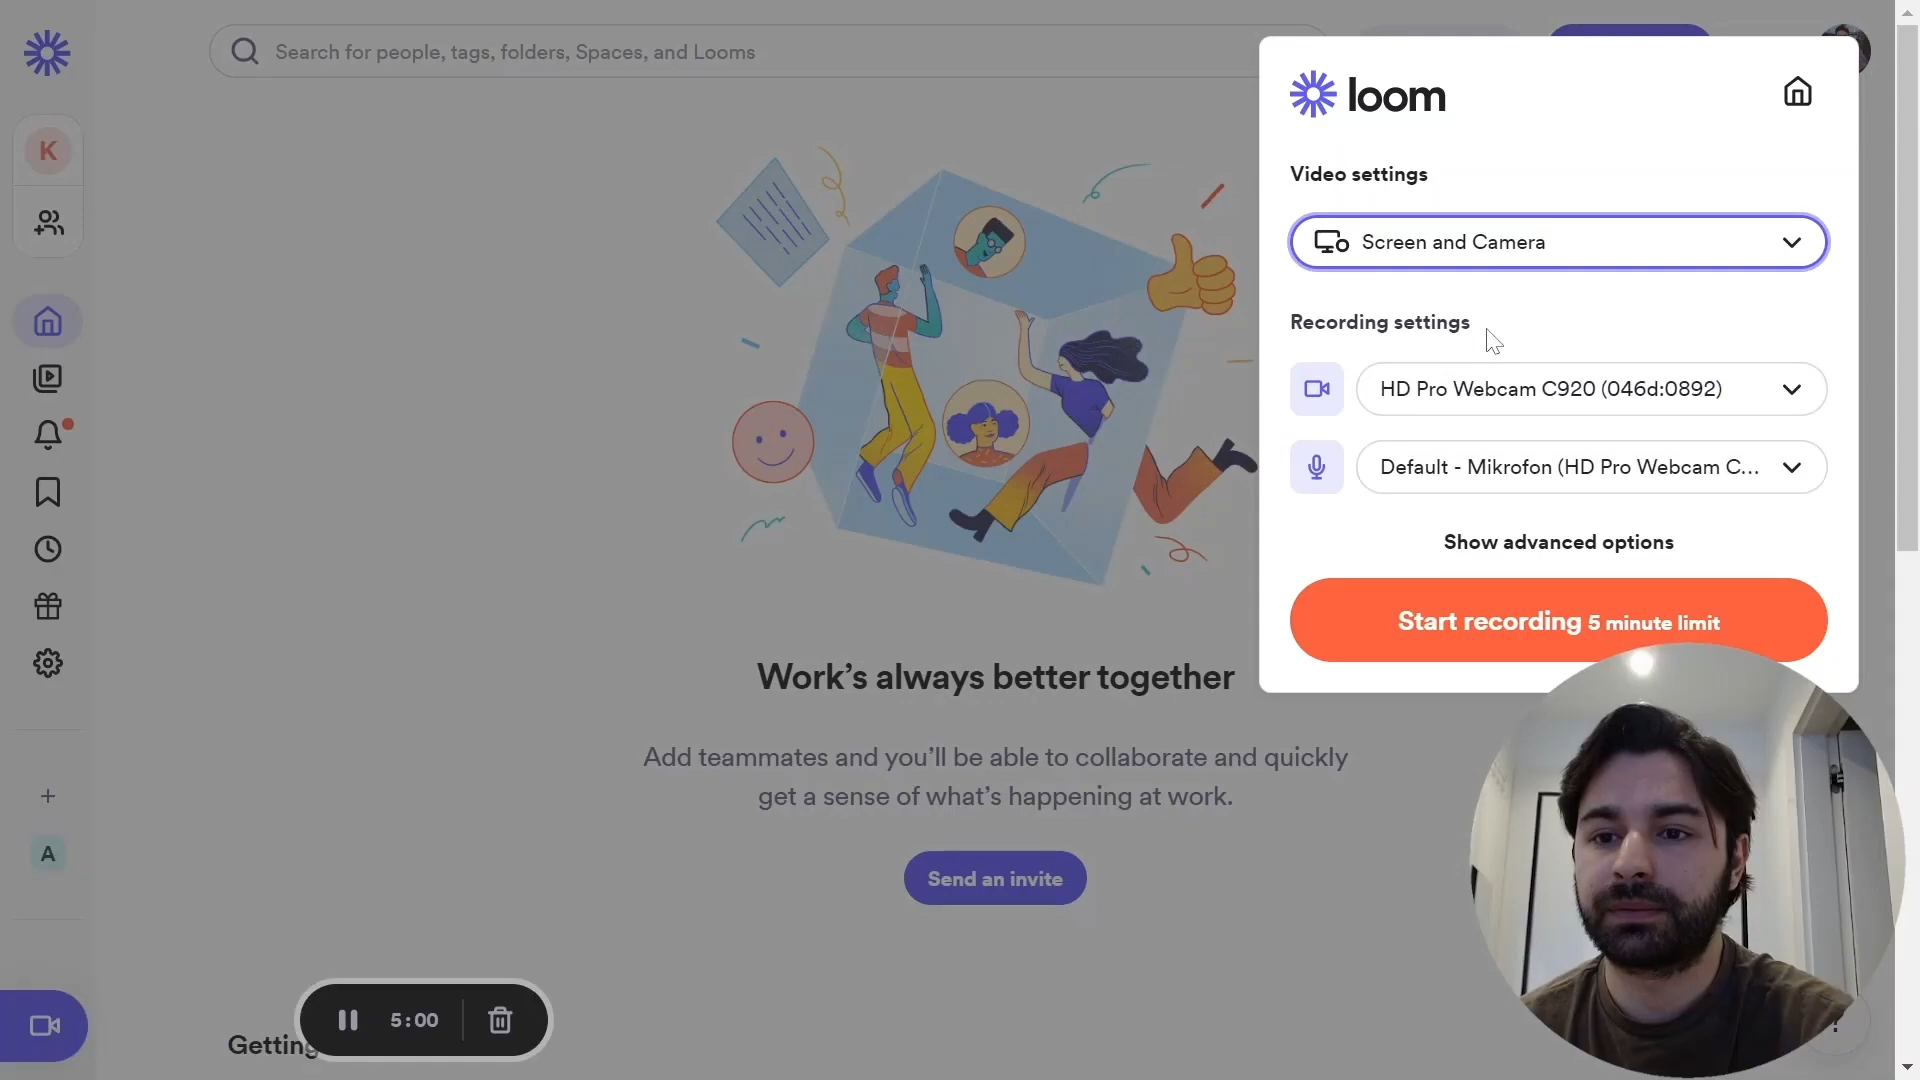 Search for people, tags, folders, Spaces, and Looms
K
A
Work’s always better together
Add teammates and you’ll be able to collaborate and quickly
get a sense of what’s happening at work.
Send an invite
Getting
5:00
loom
Video settings
Screen and Camera
Recording settings
HD Pro Webcam C920 (046d:0892)
Default - Mikrofon (HD Pro Webcam C...
Show advanced options
Start recording 5 minute limit